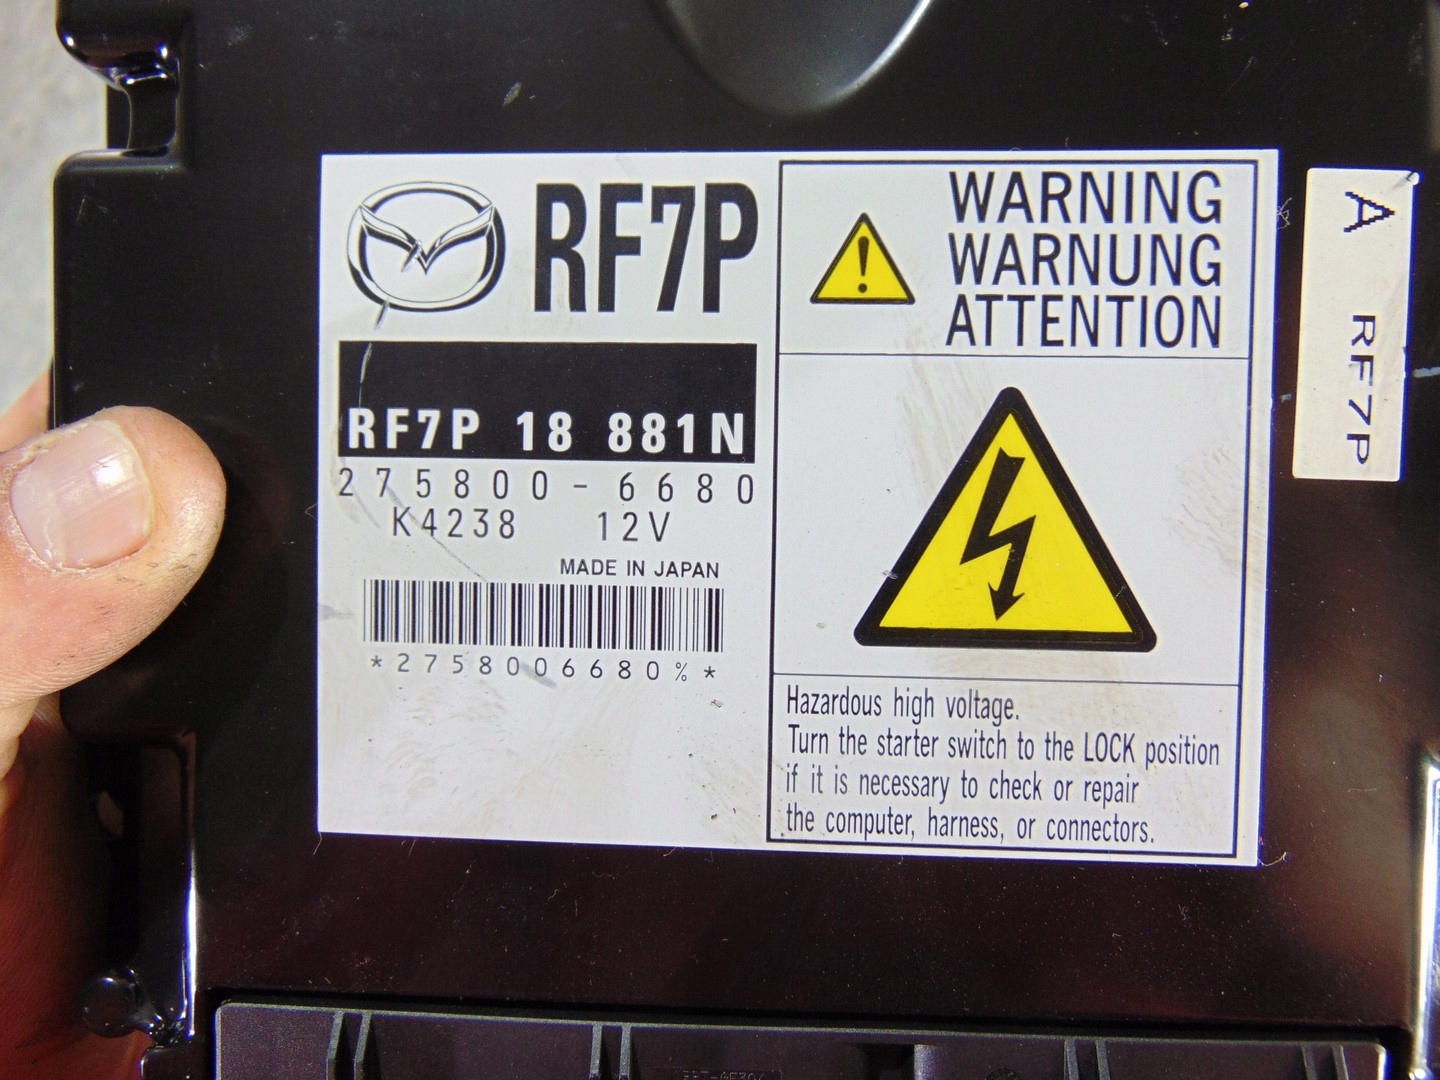 RF7P
RF7P 18 881N
275800-6680
K4238 12V
MADE IN JAPAN
*2758006680%*
WARNING
WARNUNG
ATTENTION
Hazardous high voltage.
Turn the starter switch to the LOCK position
if it is necessary to check or repair
the computer, harness, or connectors.
A RF7P